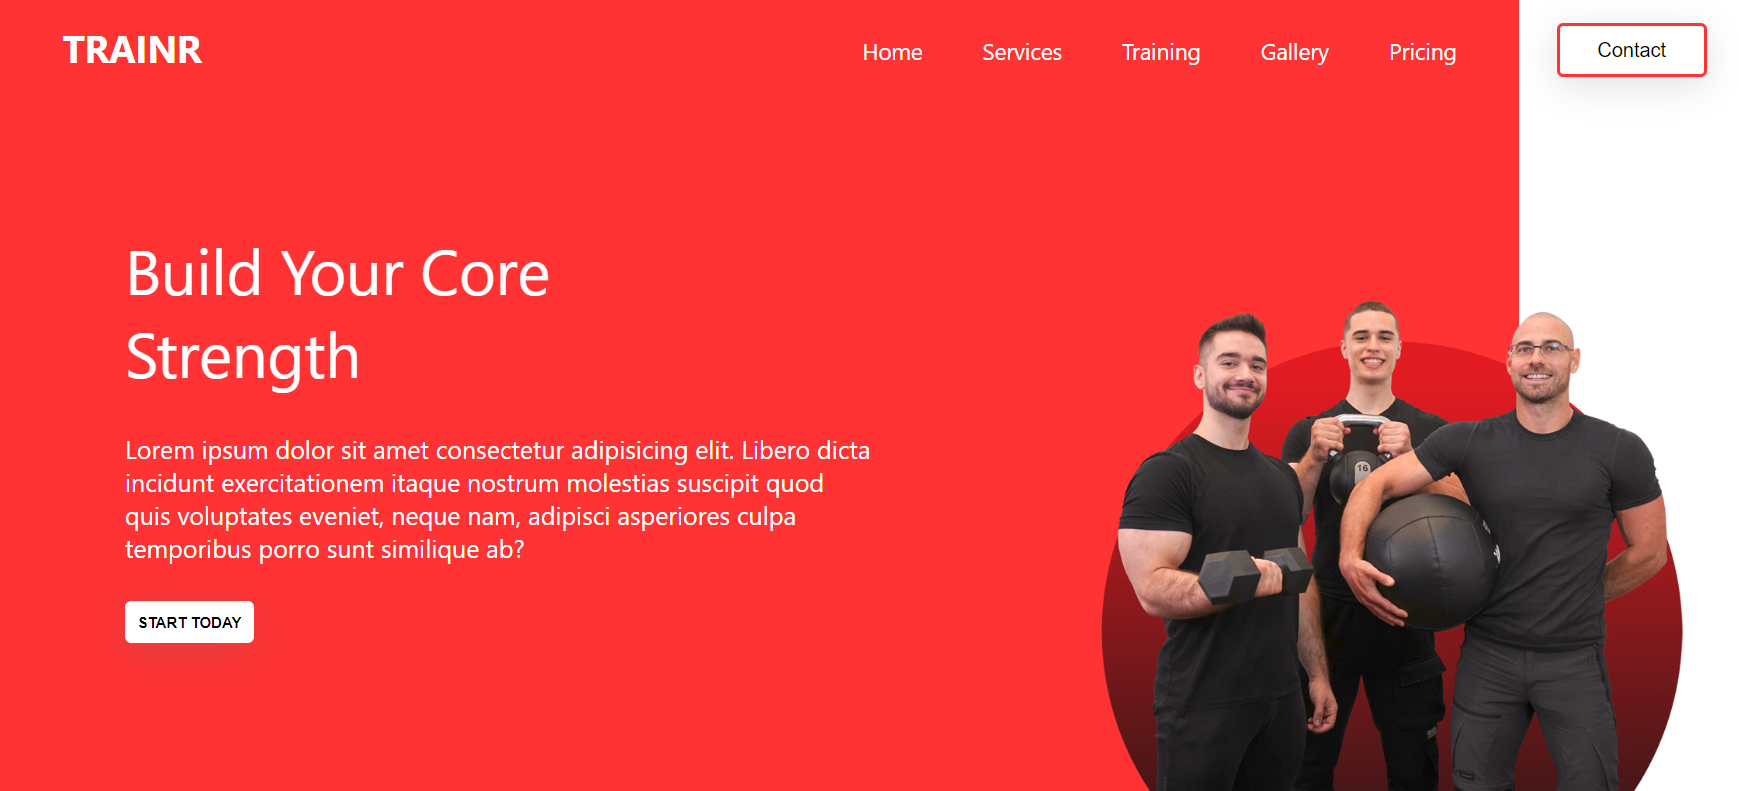 TRAINR
Home Services Training Gallery Pricing Contact
Build Your Core
Strength
Lorem ipsum dolor sit amet consectetur adipisicing elit. Libero dicta
incidunt exercitationem itaque nostrum molestias suscipit quod
quis voluptates eveniet, neque nam, adipisci asperiores culpa
temporibus porro sunt similique ab?
START TODAY
16